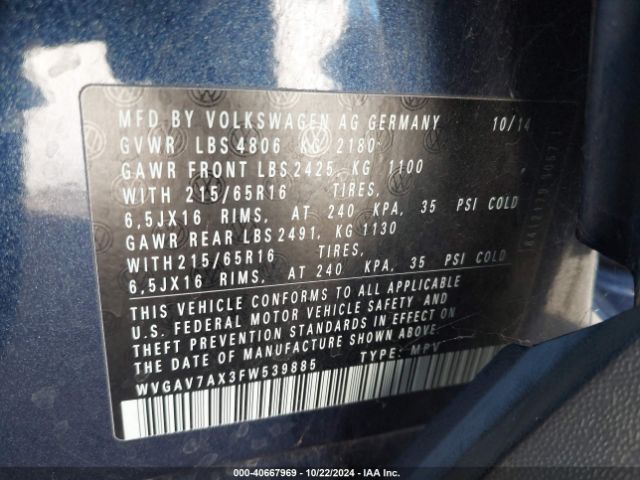 MFD BY VOLKSWAGEN AG GERMANY 10/14
GVWR LBS 4806 KG 2180
GAWR FRONT LBS 2425, KG 1100
WITH 215/65R16 TIRES,
6,5JX16 RIMS, AT 240 KPA, 35 PSI COLD
GAWR REAR LBS 2491, KG 1130
WITH 215/65R16 TIRES,
6,5JX16 RIMS, AT 240 KPA, 35 PSI COLD
THIS VEHICLE CONFORMS TO ALL APPLICABLE
U.S. FEDERAL MOTOR VEHICLE SAFETY AND
THEFT PREVENTION STANDARDS IN EFFECT ON
THE DATE OF MANUFACTURE SHOWN ABOVE.
WVGAV7AX3FW539885 TYPE: MPV
000-40667969 | 10/22/2024 | IAA Inc.